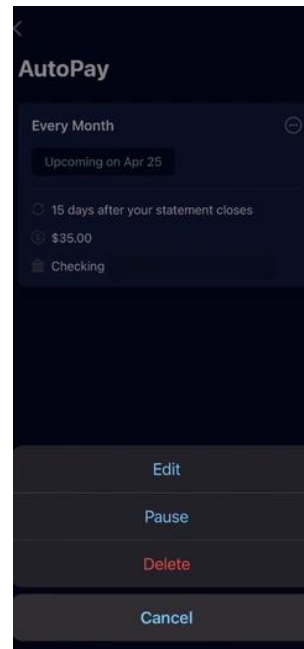 AutoPay
Every Month
Upcoming on Apr 25
15 days after your statement closes
$35.00
Checking
Edit
Pause
Delete
Cancel